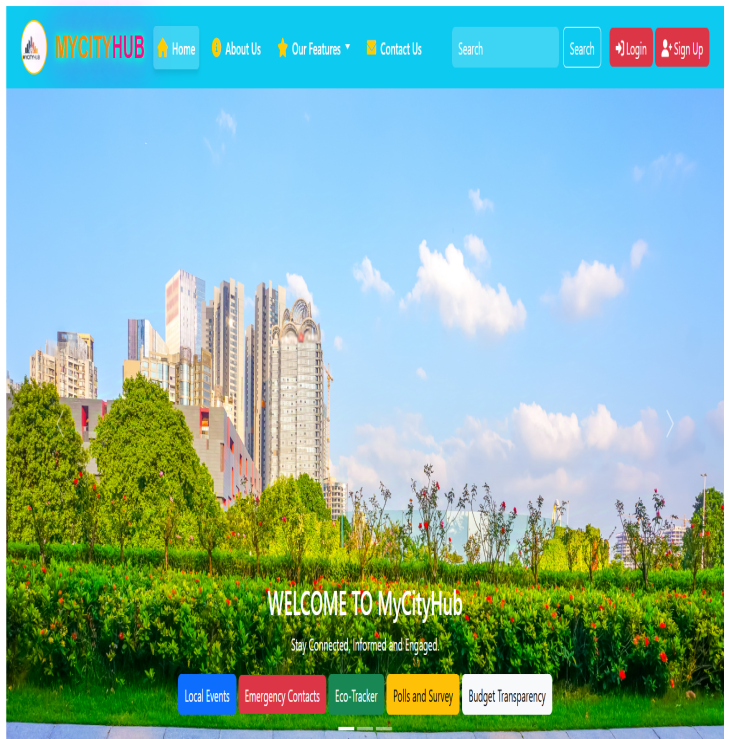 MYCITYHUB
MYCITYHUB Home About Us Our Features Contact Us Search Search Login Sign Up
WELCOME TO MyCityHub
Stay Connected, Informed and Engaged.
Local Events Emergency Contacts Eco-Tracker Polls and Survey Budget Transparency